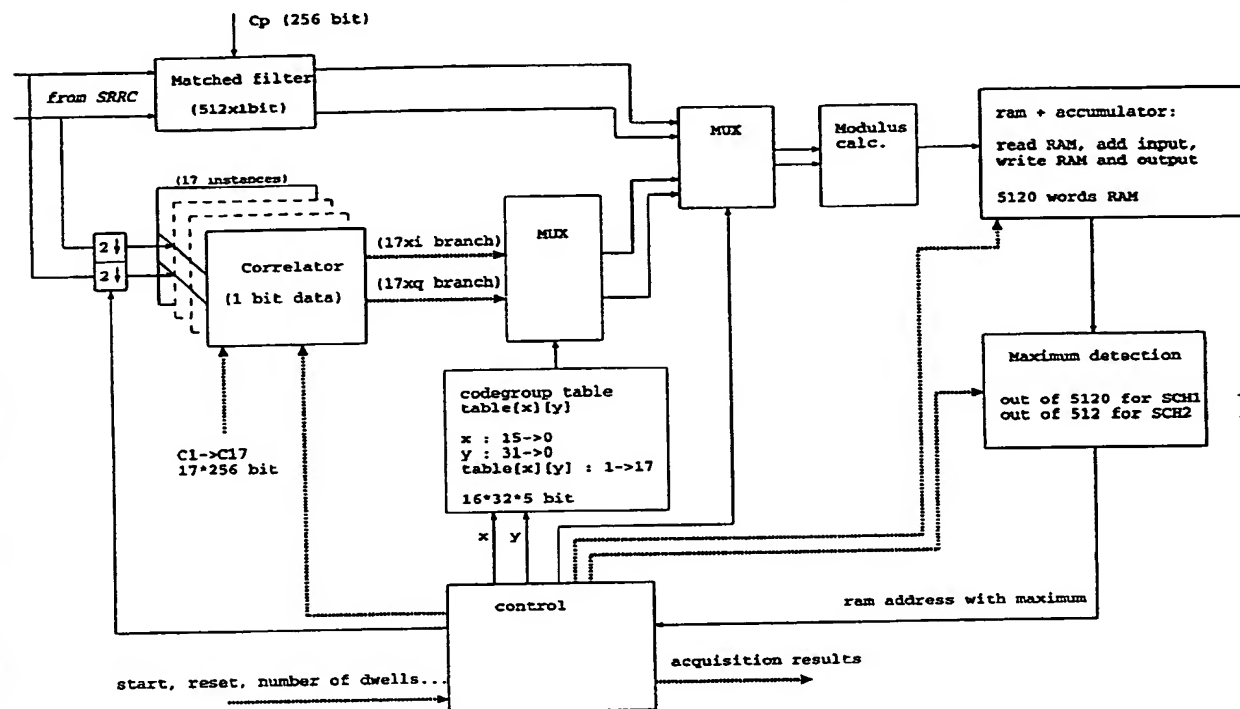 Cp (256 bit)
Matched filter
(512x1bit)
from SRRC
(17 instances)
2
2
Correlator
(1 bit data)
(17xi branch)
(17xq branch)
MUX
MUX
Modulus
calc.
ram + accumulator:
read RAM, add input,
write RAM and output
5120 words RAM
Maximum detection
out of 5120 for SCH1
out of 512 for SCH2
C1->C17
17*256 bit
codegroup table
table[x][y]
x : 15->0
y : 31->0
table[x][y] : 1->17
16*32*5 bit
x
y
control
ram address with maximum
acquisition results
start, reset, number of dwells...